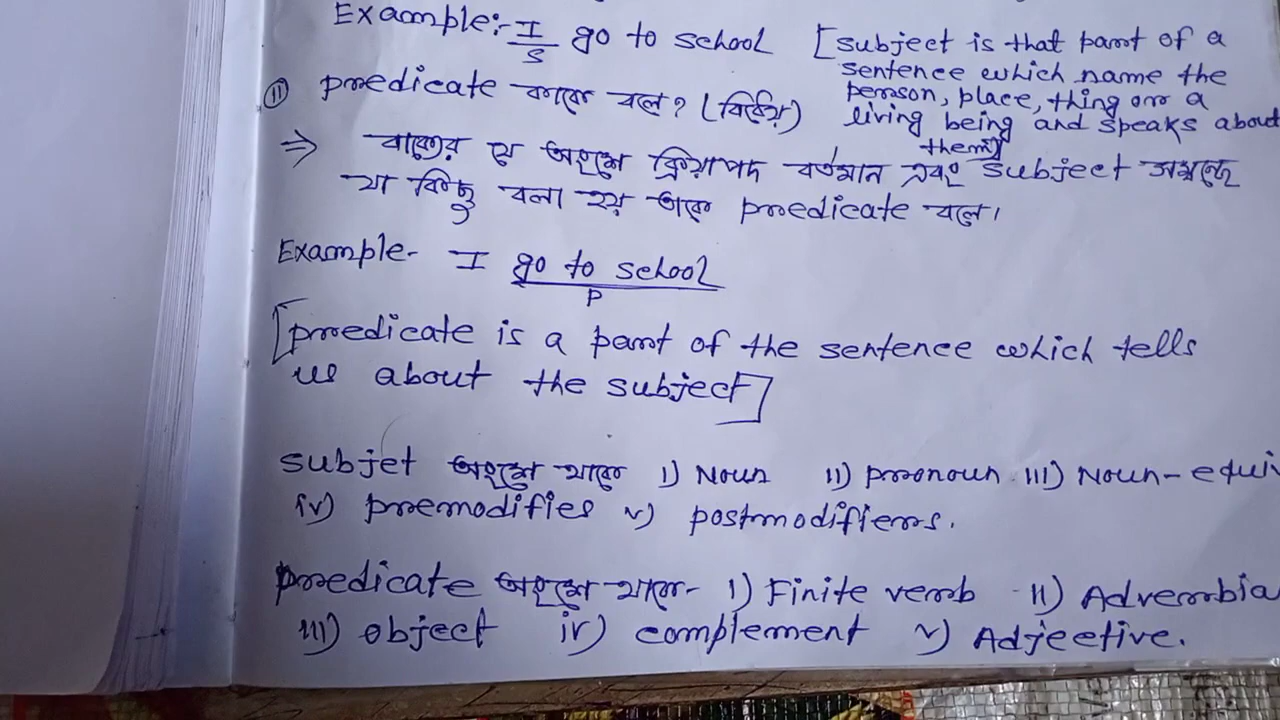 Example:- I go to school [subject is that part of a
S
sentence which name the
person, place, thing or a
living being and speaks about
them]
(ii) predicate কাকে বলে? (বিধেয়)
⇒ বাক্যের যে অংশে ক্রিয়াপদ বর্তমান এবং subject সম্বন্ধে
যা কিছু বলা হয় তাকে predicate বলে।
Example- I go to school
P
[predicate is a part of the sentence which tells
us about the subject]
subjet অংশে থাকে i) Noun ii) pronoun iii) Noun-equi
iv) premodifies v) postmodifiers.
predicate অংশে থাকে- i) Finite verb ii) Adverbia
iii) object iv) complement v) Adjective.